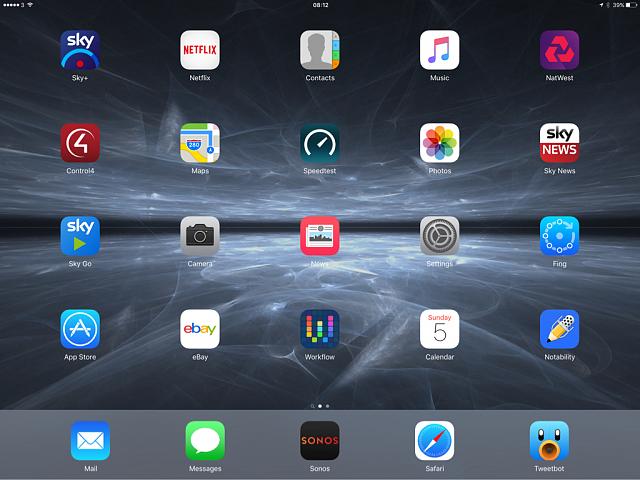 3
08:12
39%
sky
NETFLIX
Sky+
Netflix
Contacts
Music
NatWest
4
280
sky
NEWS
Control4
Maps
Speedtest
Photos
Sky News
sky
Sky Go
Camera
News
Settings
Fing
ebay
Sunday
5
App Store
eBay
Workflow
Calendar
Notability
SONOS
Mail
Messages
Sonos
Safari
Tweetbot